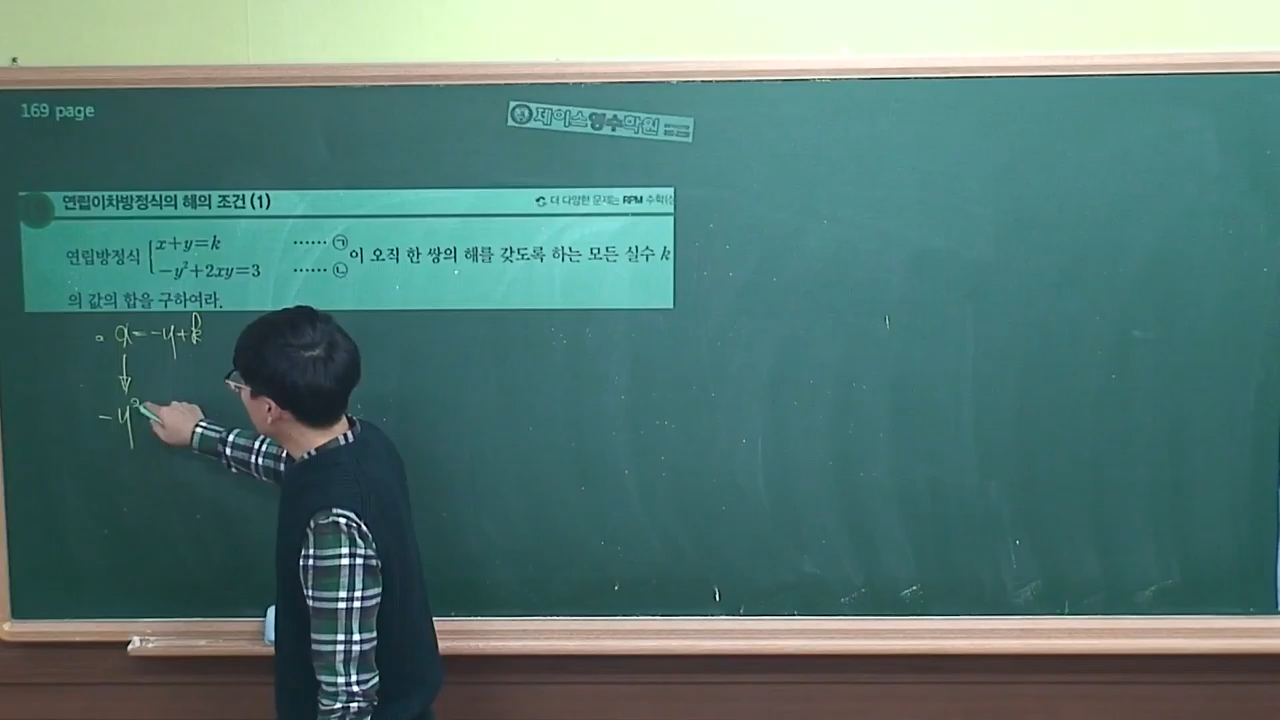 169 page
제이스영수학원
연립이차방정식의 해의 조건 (1)
더 다양한 문제는 RPM 수학(상
연립방정식 x+y=k ······ ㉠
-y²+2xy=3 ······ ㉡
이 오직 한 쌍의 해를 갖도록 하는 모든 실수 k
의 값의 합을 구하여라.
x=-y+k
-y²